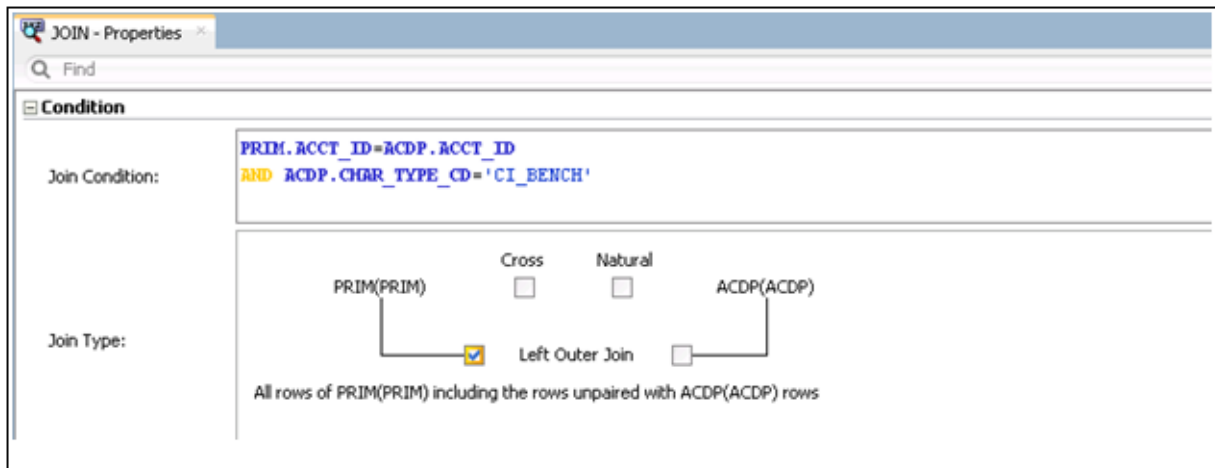 JOIN - Properties
Find
Condition
Join Condition:
PRIM.ACCT_ID=ACDP.ACCT_ID
AND ACDP.CHAR_TYPE_CD='CI_BENCH'
Join Type:
Cross Natural
PRIM(PRIM) ACDP(ACDP)
Left Outer Join
All rows of PRIM(PRIM) including the rows unpaired with ACDP(ACDP) rows